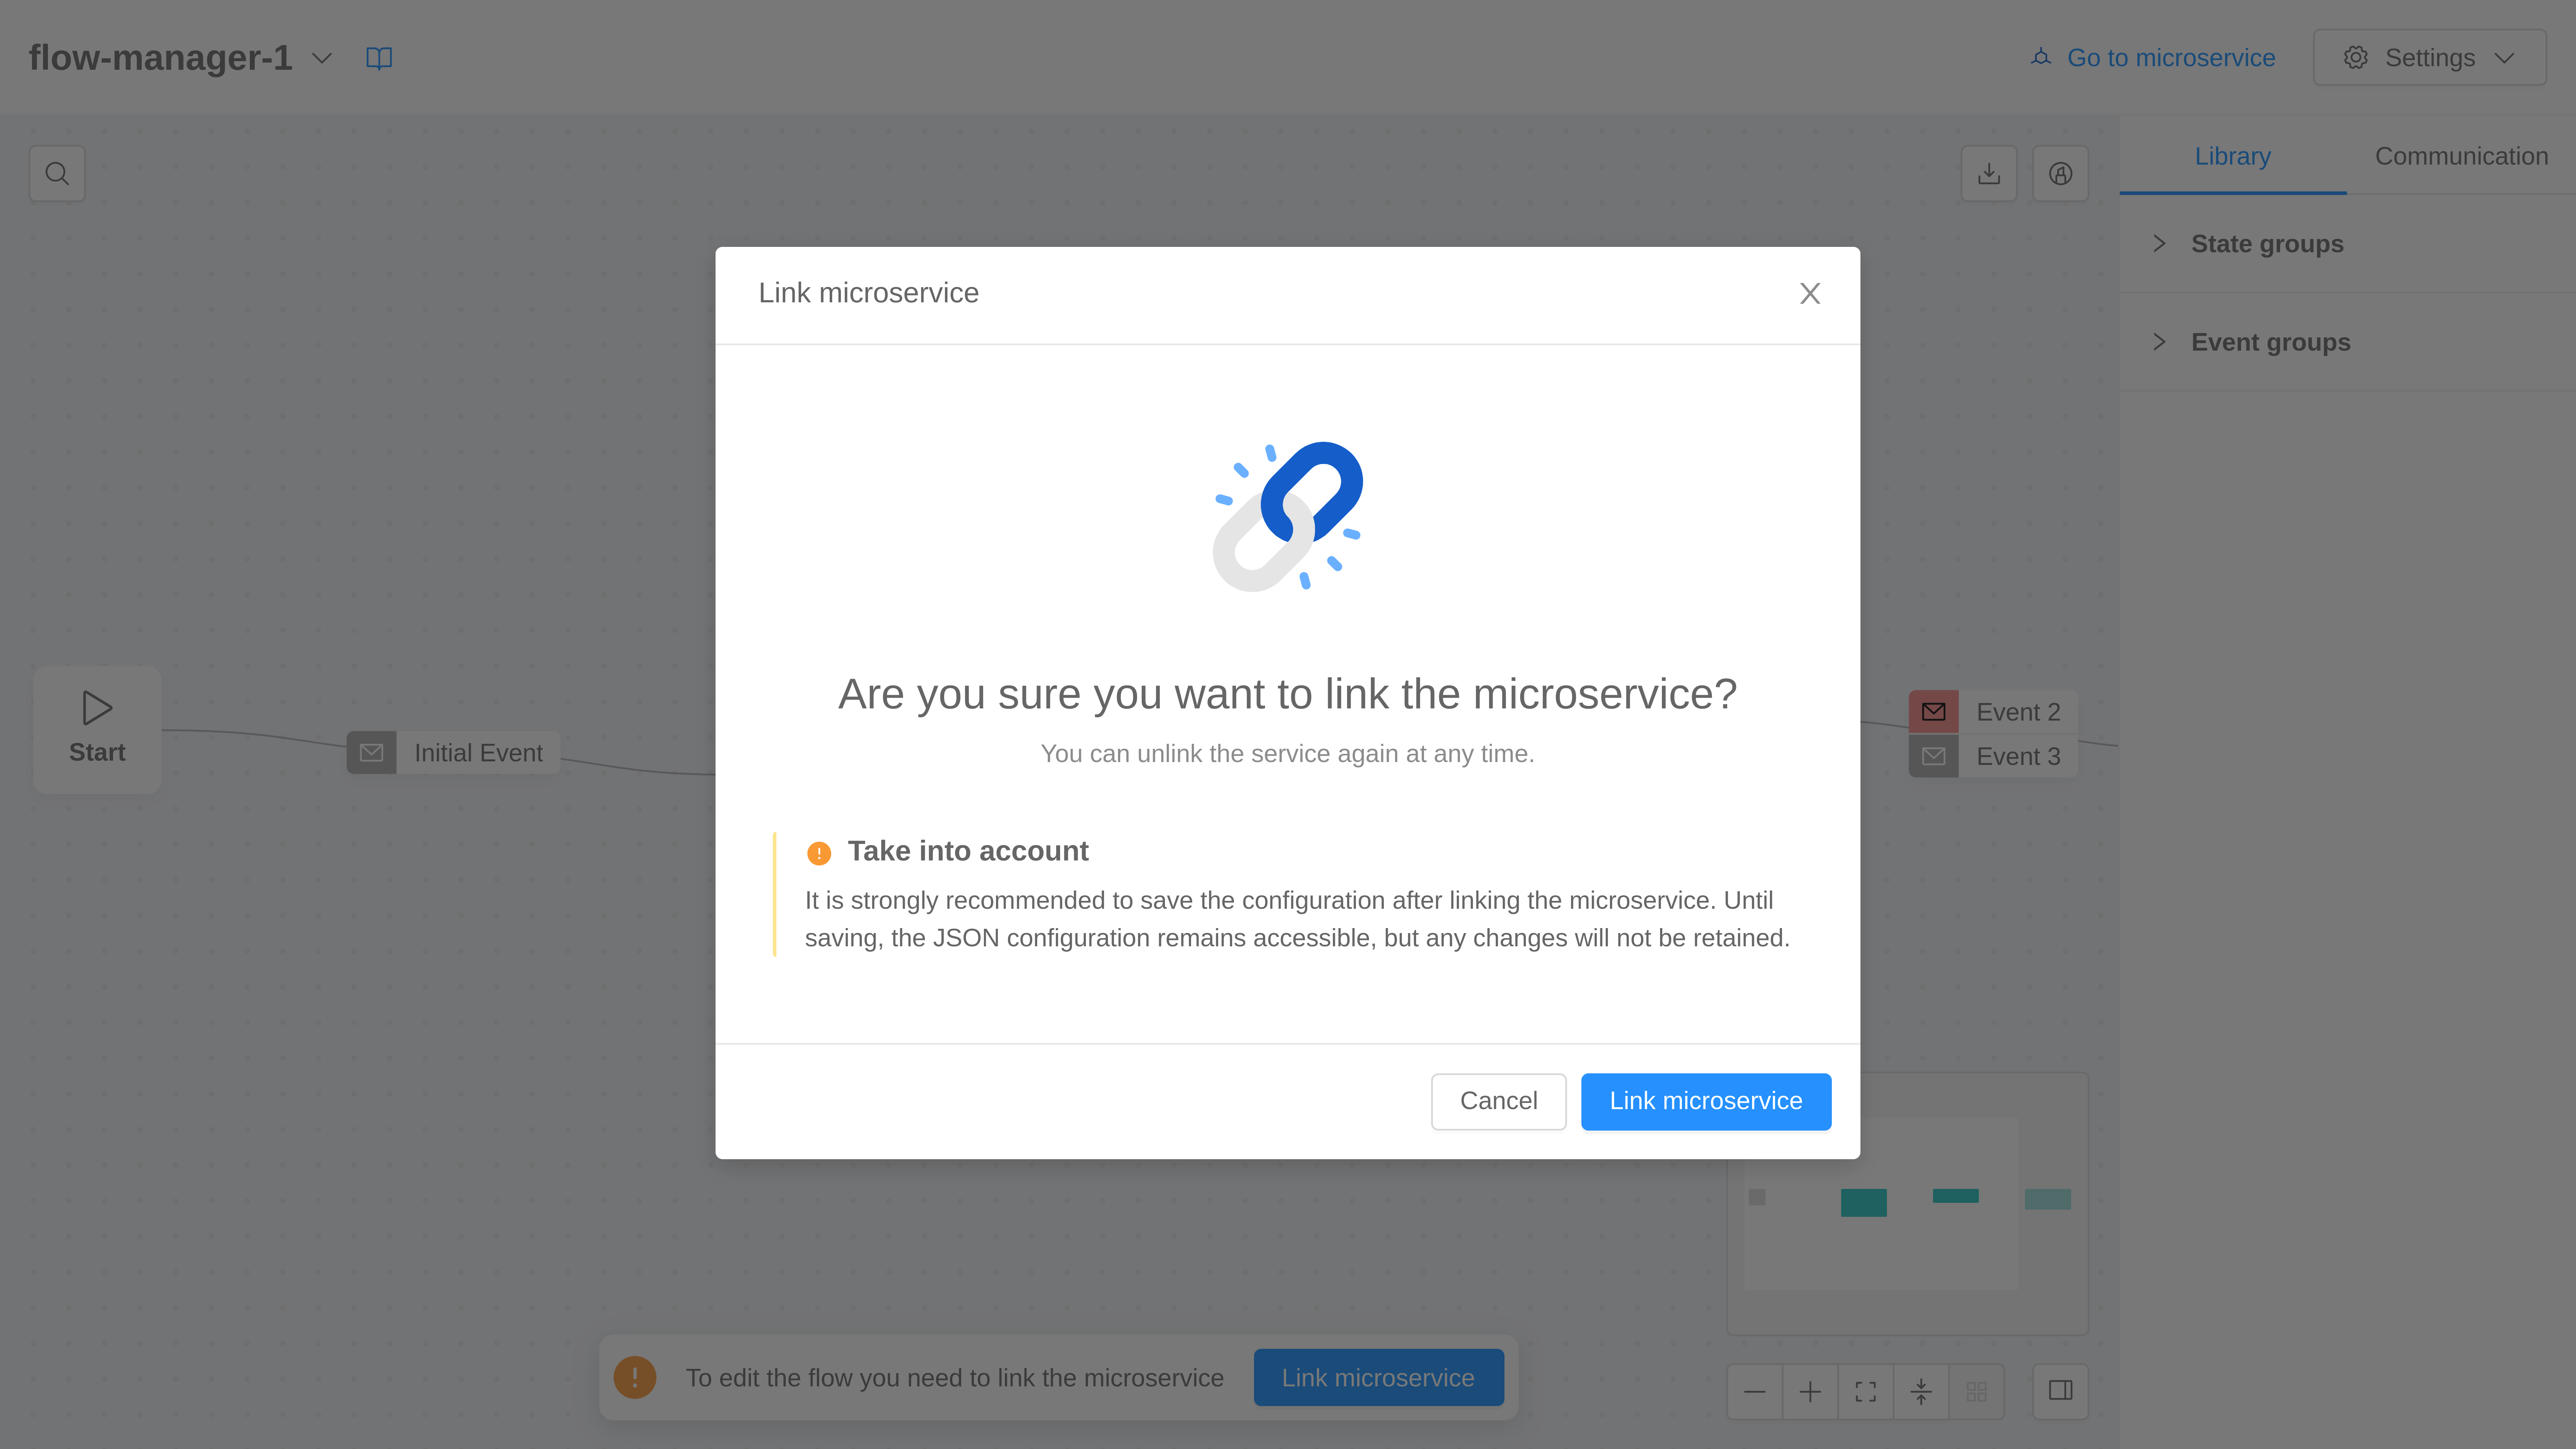 flow-manager-1
Go to microservice
Settings
Library
Communication
State groups
Event groups
Link microservice
Are you sure you want to link the microservice?
You can unlink the service again at any time.
Take into account
It is strongly recommended to save the configuration after linking the microservice. Until
saving, the JSON configuration remains accessible, but any changes will not be retained.
Cancel
Link microservice
Start
Initial Event
Event 2
Event 3
To edit the flow you need to link the microservice
Link microservice